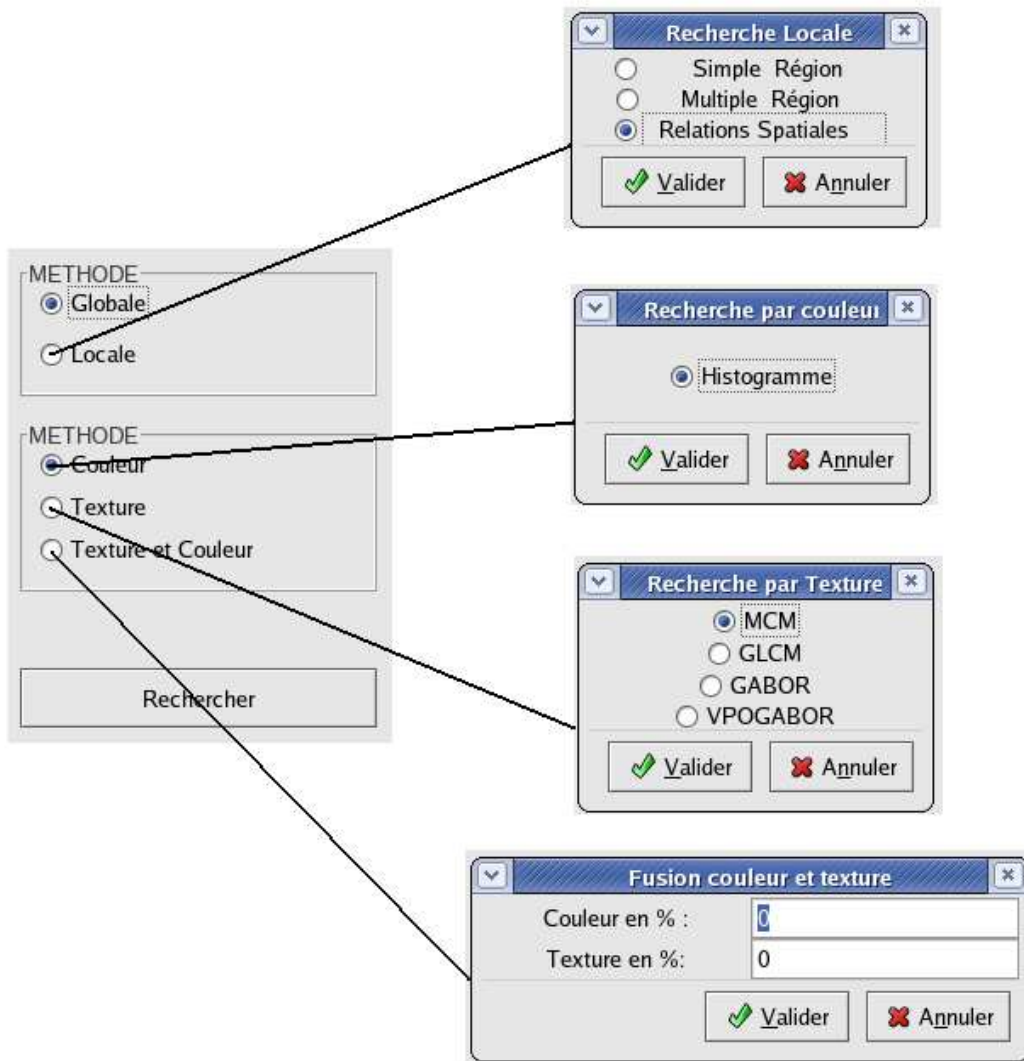 METHODE
Globale
Locale
METHODE
Couleur
Texture
Texture et Couleur
Rechercher
Recherche Locale
Simple Région
Multiple Région
Relations Spatiales
Valider Annuler
Recherche par couleur
Histogramme
Valider Annuler
Recherche par Texture
MCM
GLCM
GABOR
VPOGABOR
Valider Annuler
Fusion couleur et texture
Couleur en % : 0
Texture en %: 0
Valider Annuler